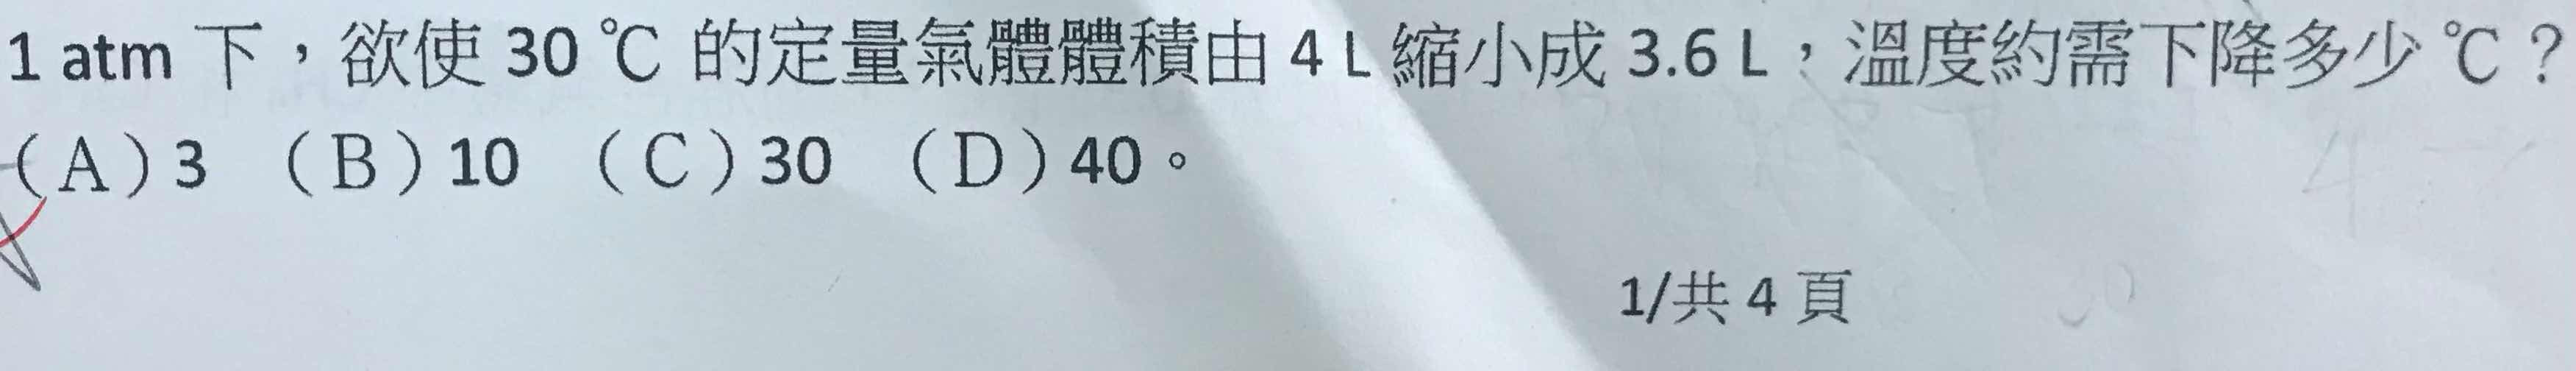 1 atm 下，欲使 30 ℃ 的定量氣體體積由 4 L 縮小成 3.6 L，溫度約需下降多少 ℃？
（A）3 （B）10 （C）30 （D）40。
1/共 4 頁